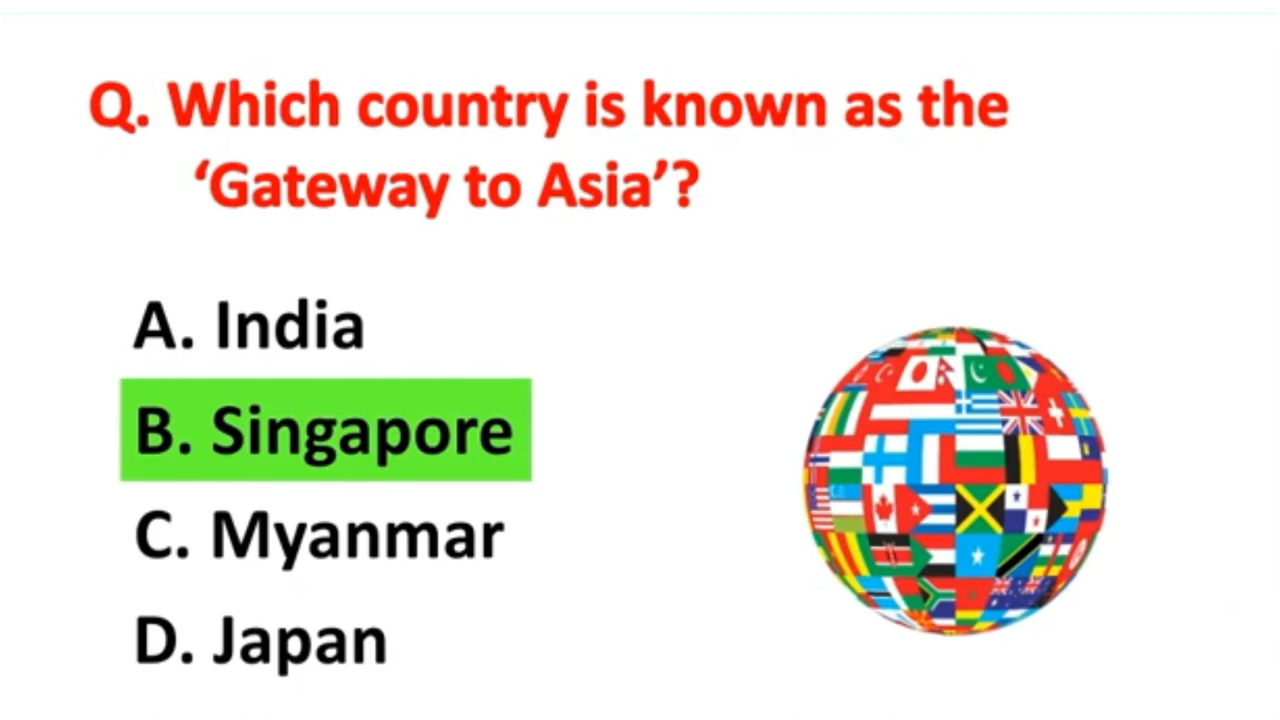 Q. Which country is known as the
‘Gateway to Asia’?
A. India
B. Singapore
C. Myanmar
D. Japan